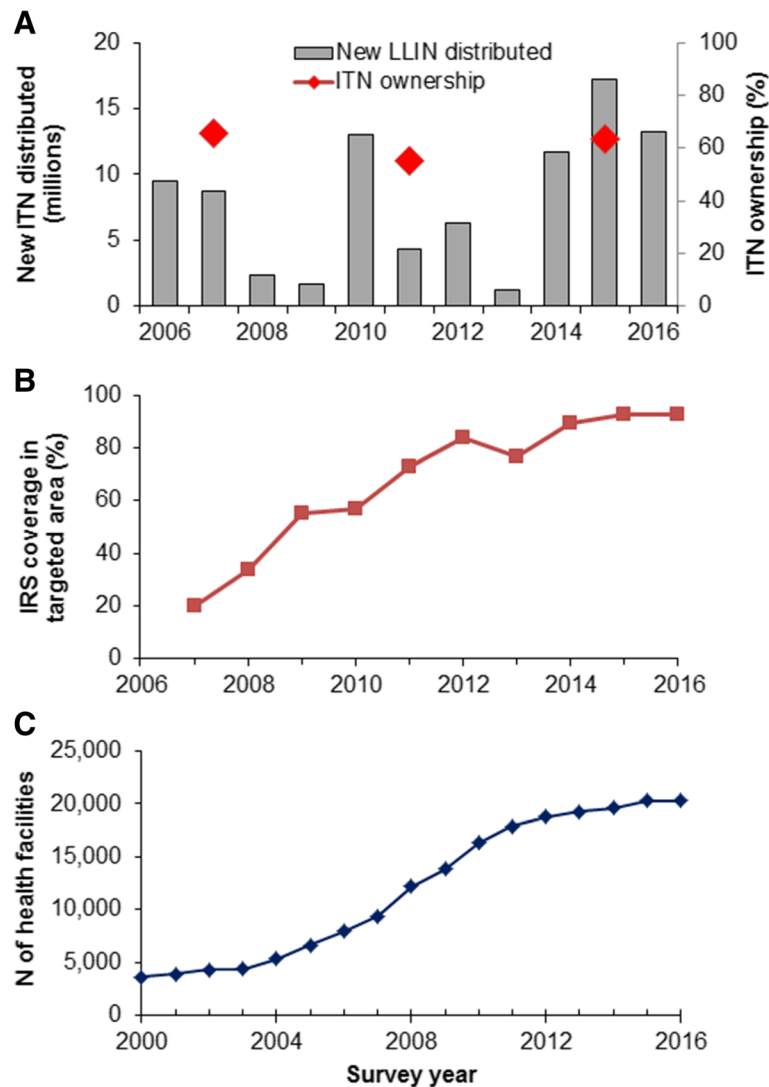 A
New ITN distributed
(millions)
20
15
10
5
0
New LLIN distributed
ITN ownership
100
80
60
40
20
0
ITN ownership (%)
2006 2008 2010 2012 2014 2016
B
IRS coverage in
targeted area (%)
100
80
60
40
20
0
2006 2008 2010 2012 2014 2016
C
N of health facilities
25,000
20,000
15,000
10,000
5,000
0
2000 2004 2008 2012 2016
Survey year